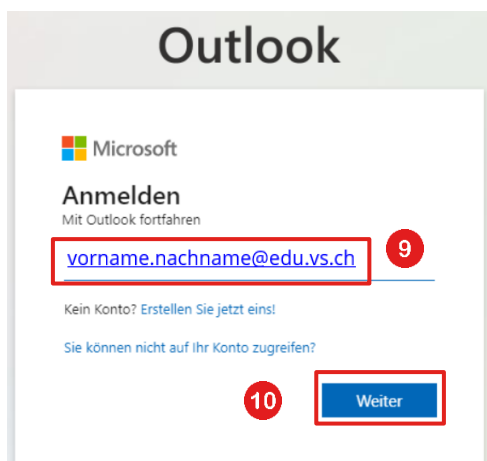 Outlook
Microsoft
Anmelden
Mit Outlook fortfahren
vorname.nachname@edu.vs.ch
9
Kein Konto? Erstellen Sie jetzt eins!
Sie können nicht auf Ihr Konto zugreifen?
10 Weiter